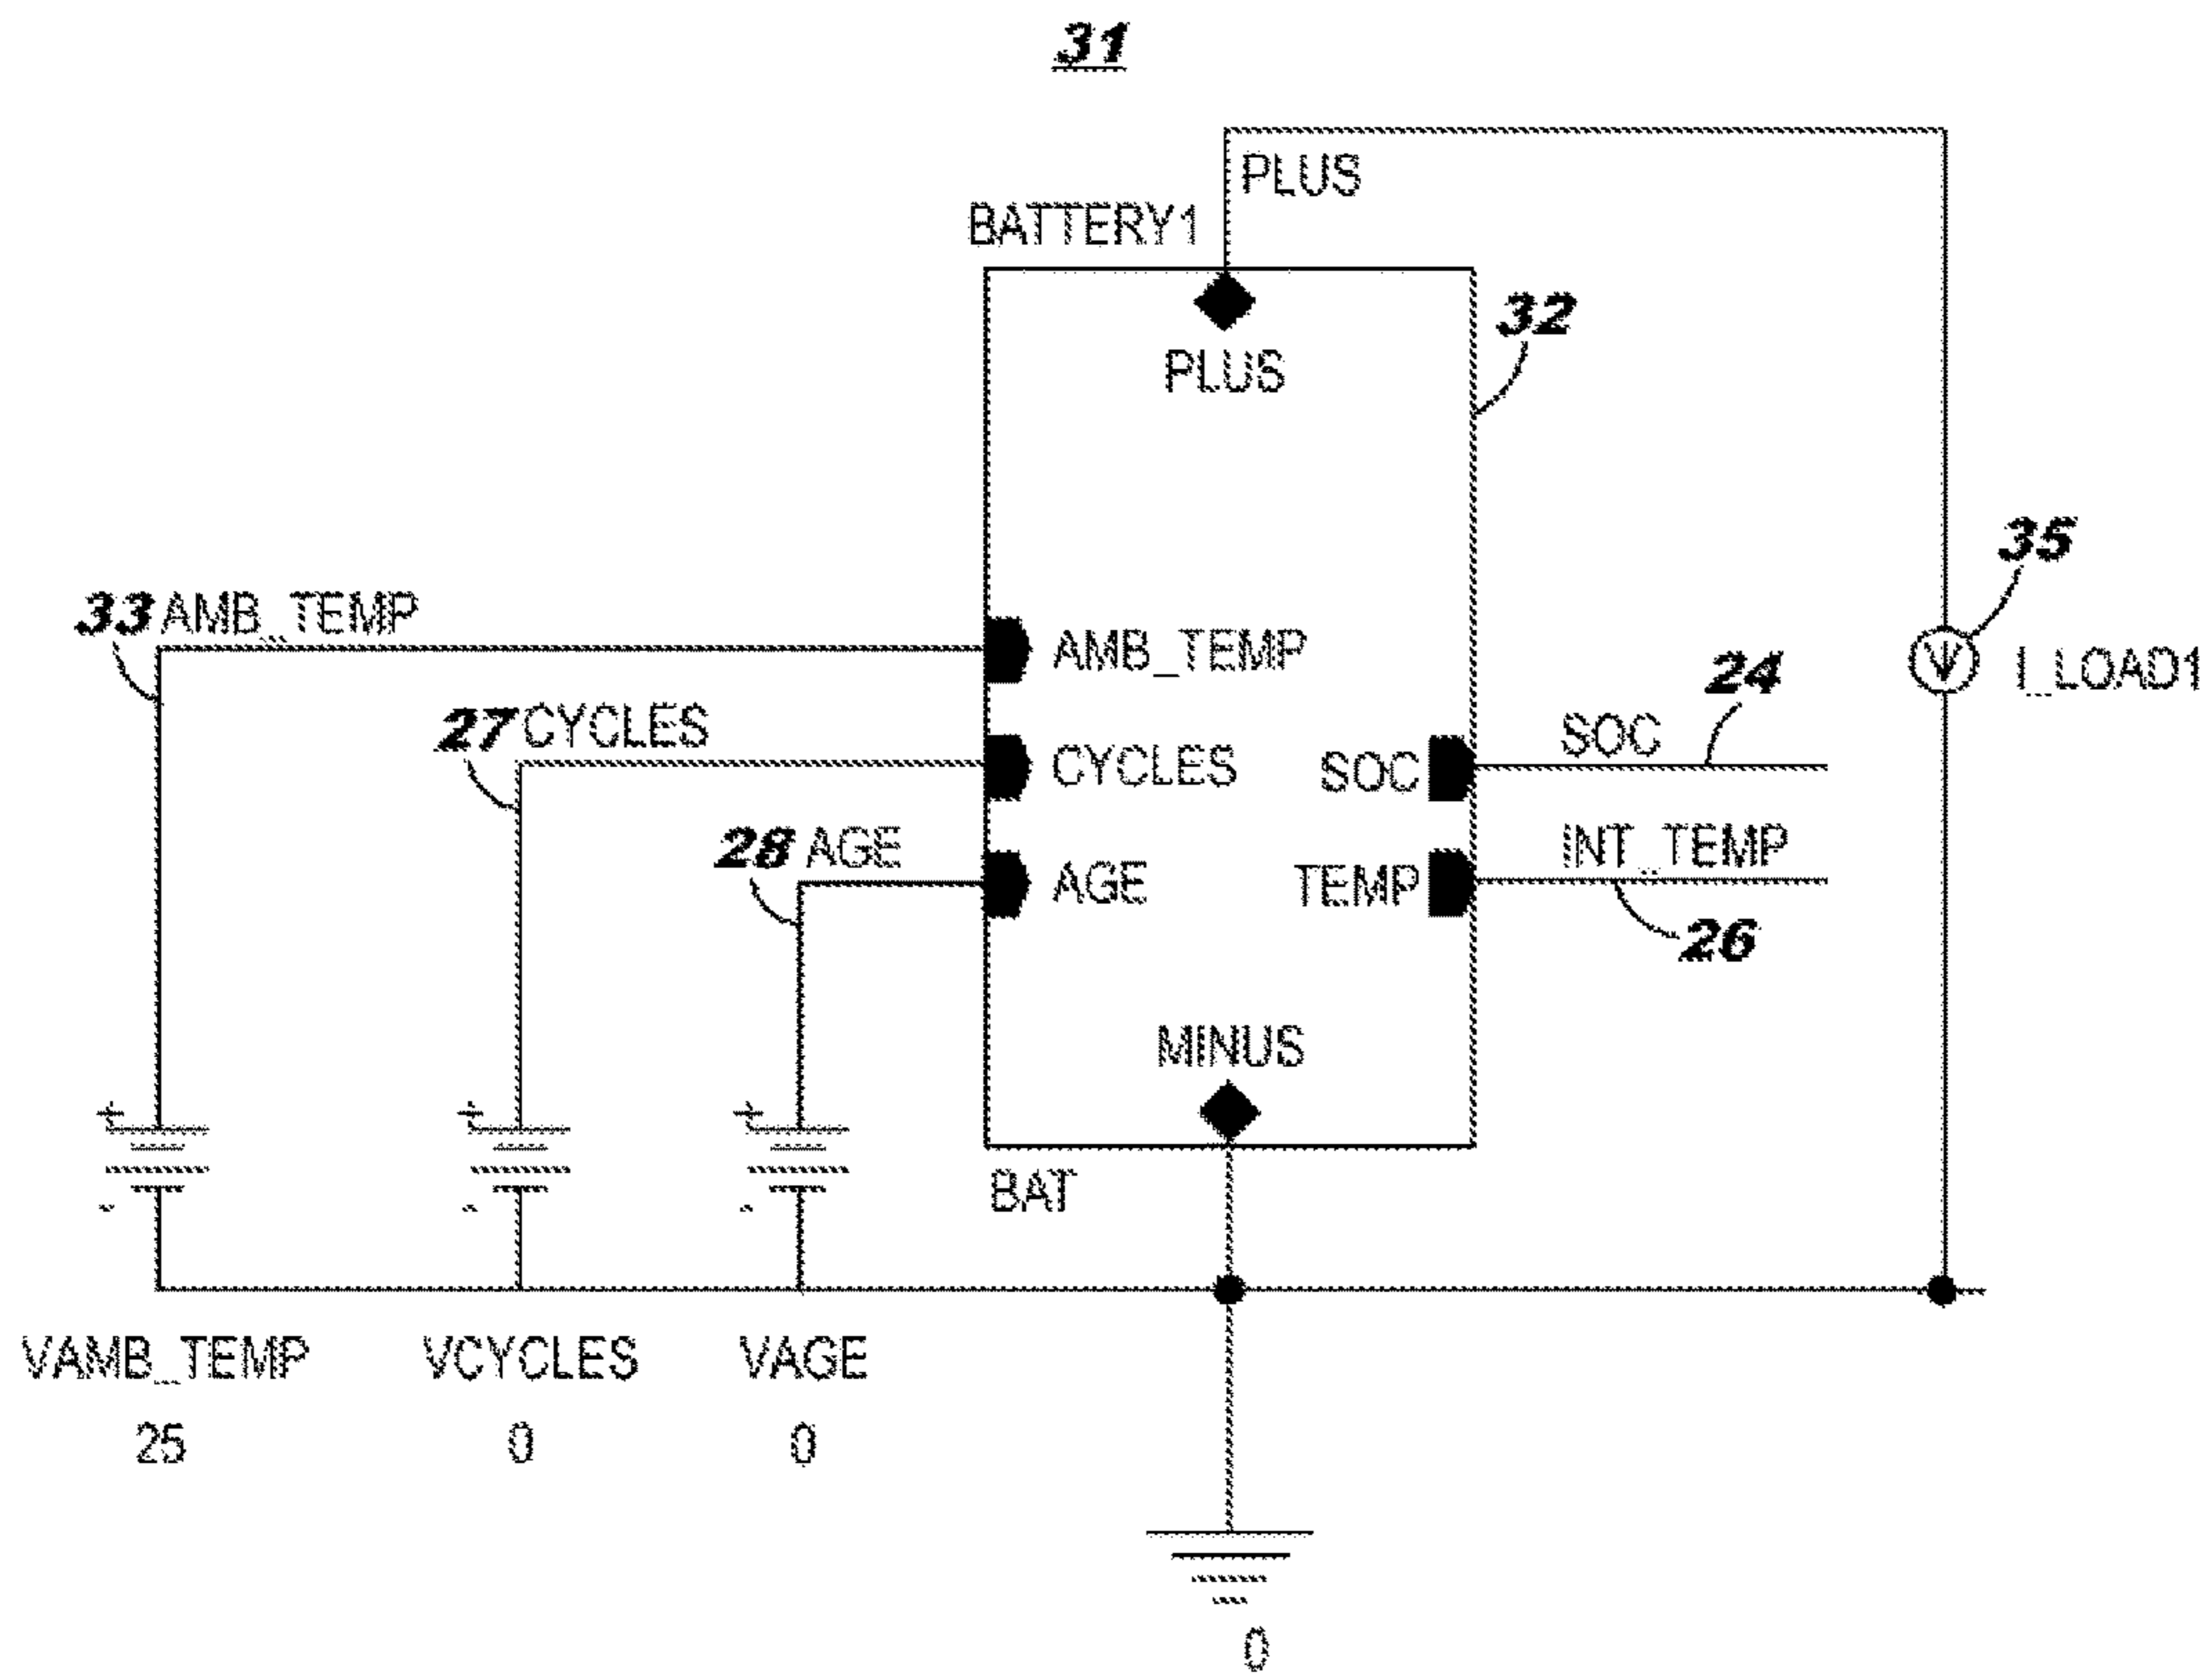 31
PLUS
BATTERY1
32
PLUS
35
33 AMB_TEMP
AMB_TEMP
I_LOAD1
24
27 CYCLES
CYCLES
SOC
SOC
28 AGE
AGE
TEMP
INT_TEMP
26
MINUS
+
+
+
-
-
-
BAT
VAMB_TEMP
VCYCLES
VAGE
25
0
0
0